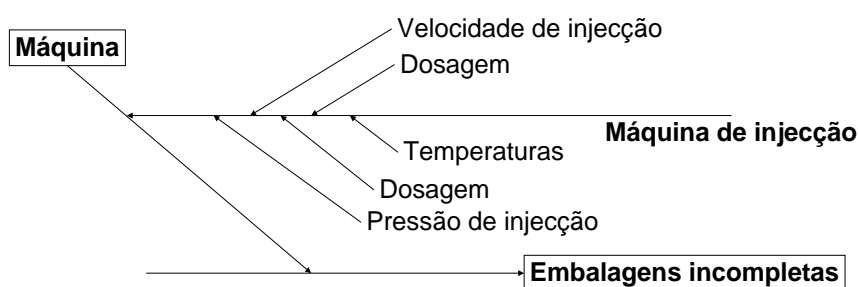 Velocidade de injecção
Máquina
Dosagem
Máquina de injecção
Temperaturas
Dosagem
Pressão de injecção
Embalagens incompletas